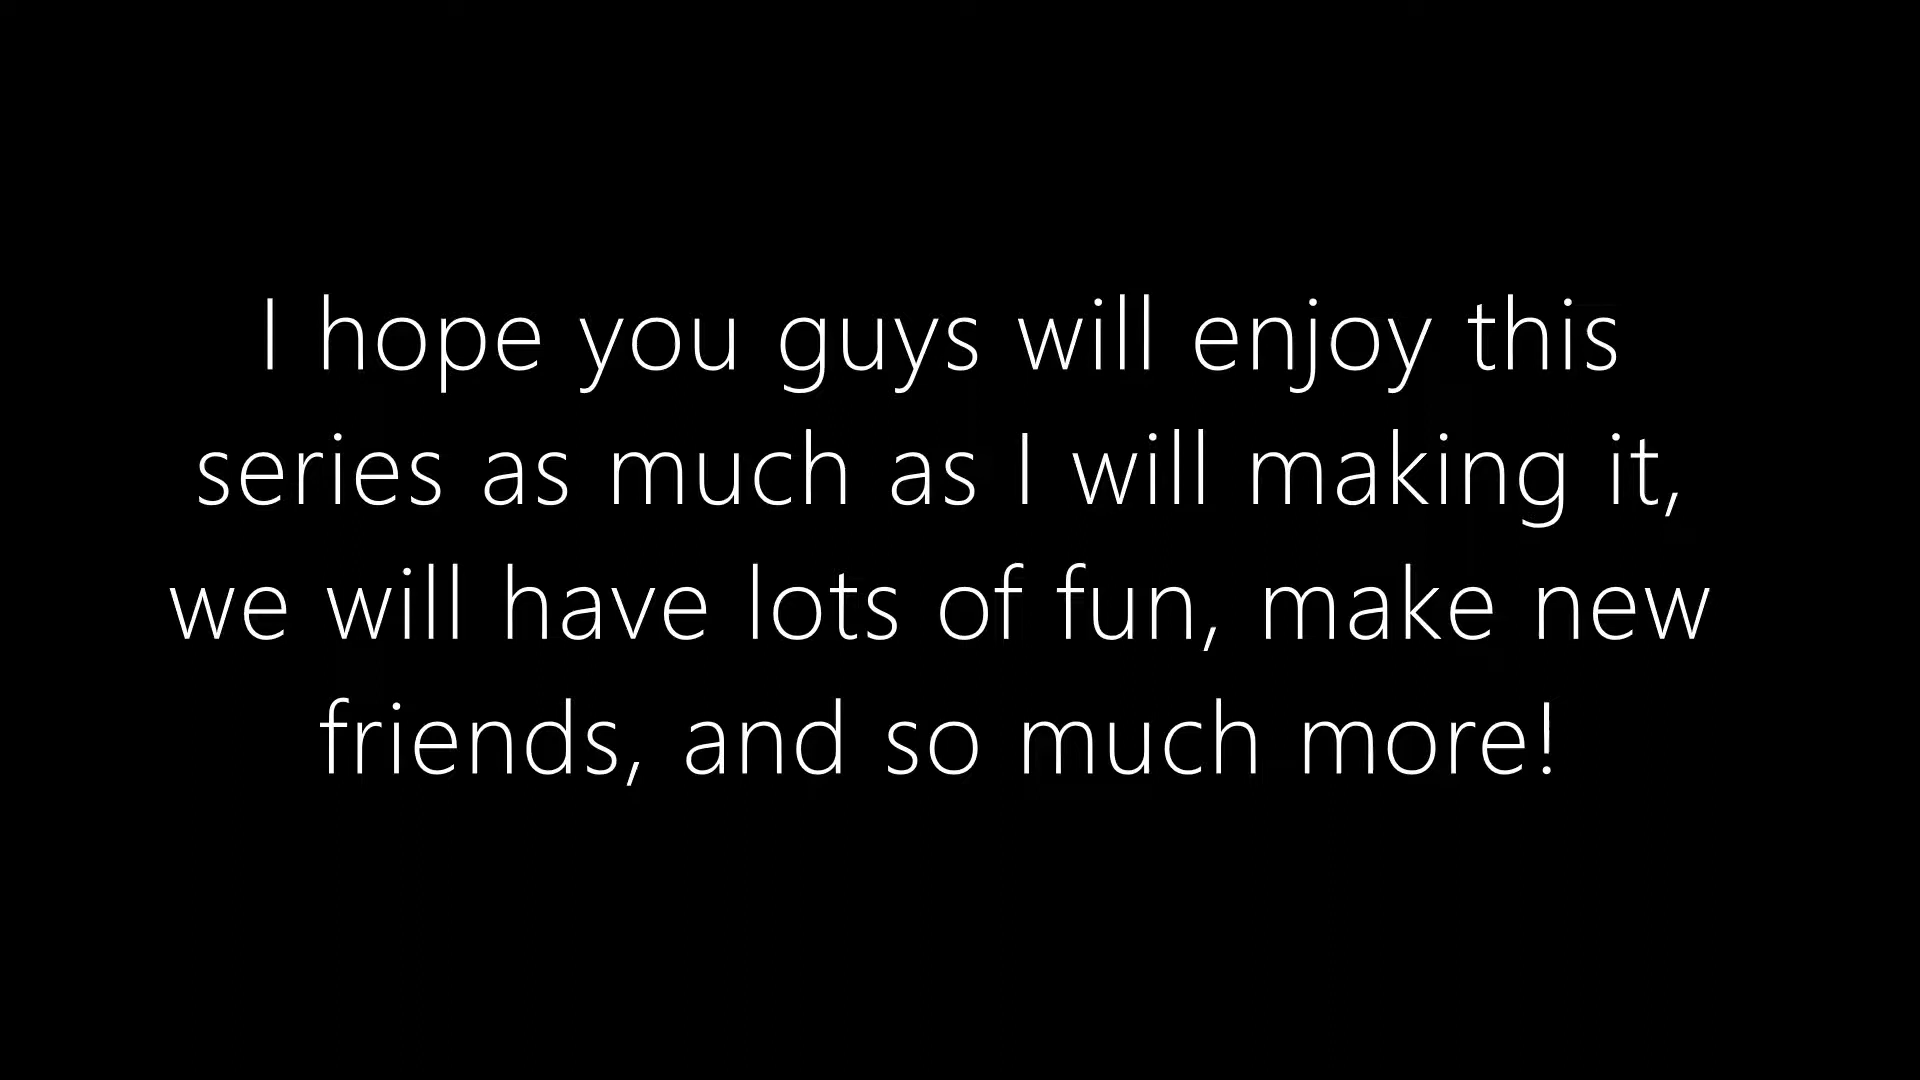 I hope you guys will enjoy this
series as much as I will making it,
we will have lots of fun, make new
friends, and so much more!